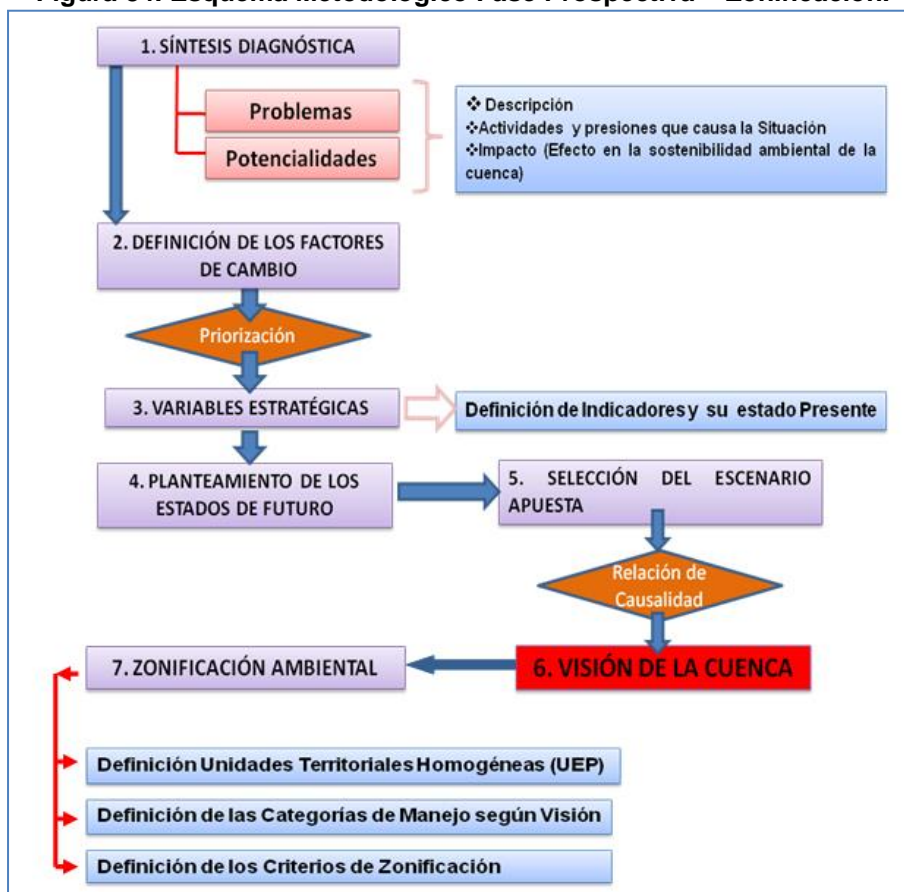 1. SÍNTESIS DIAGNÓSTICA
Problemas
Potencialidades
❖ Descripción
❖Actividades y presiones que causa la Situación
❖Impacto (Efecto en la sostenibilidad ambiental de la
cuenca)
2. DEFINICIÓN DE LOS FACTORES
DE CAMBIO
Priorización
3. VARIABLES ESTRATÉGICAS
Definición de Indicadores y su estado Presente
4. PLANTEAMIENTO DE LOS
ESTADOS DE FUTURO
5. SELECCIÓN DEL ESCENARIO
APUESTA
Relación de
Causalidad
6. VISIÓN DE LA CUENCA
7. ZONIFICACIÓN AMBIENTAL
Definición Unidades Territoriales Homogéneas (UEP)
Definición de las Categorías de Manejo según Visión
Definición de los Criterios de Zonificación